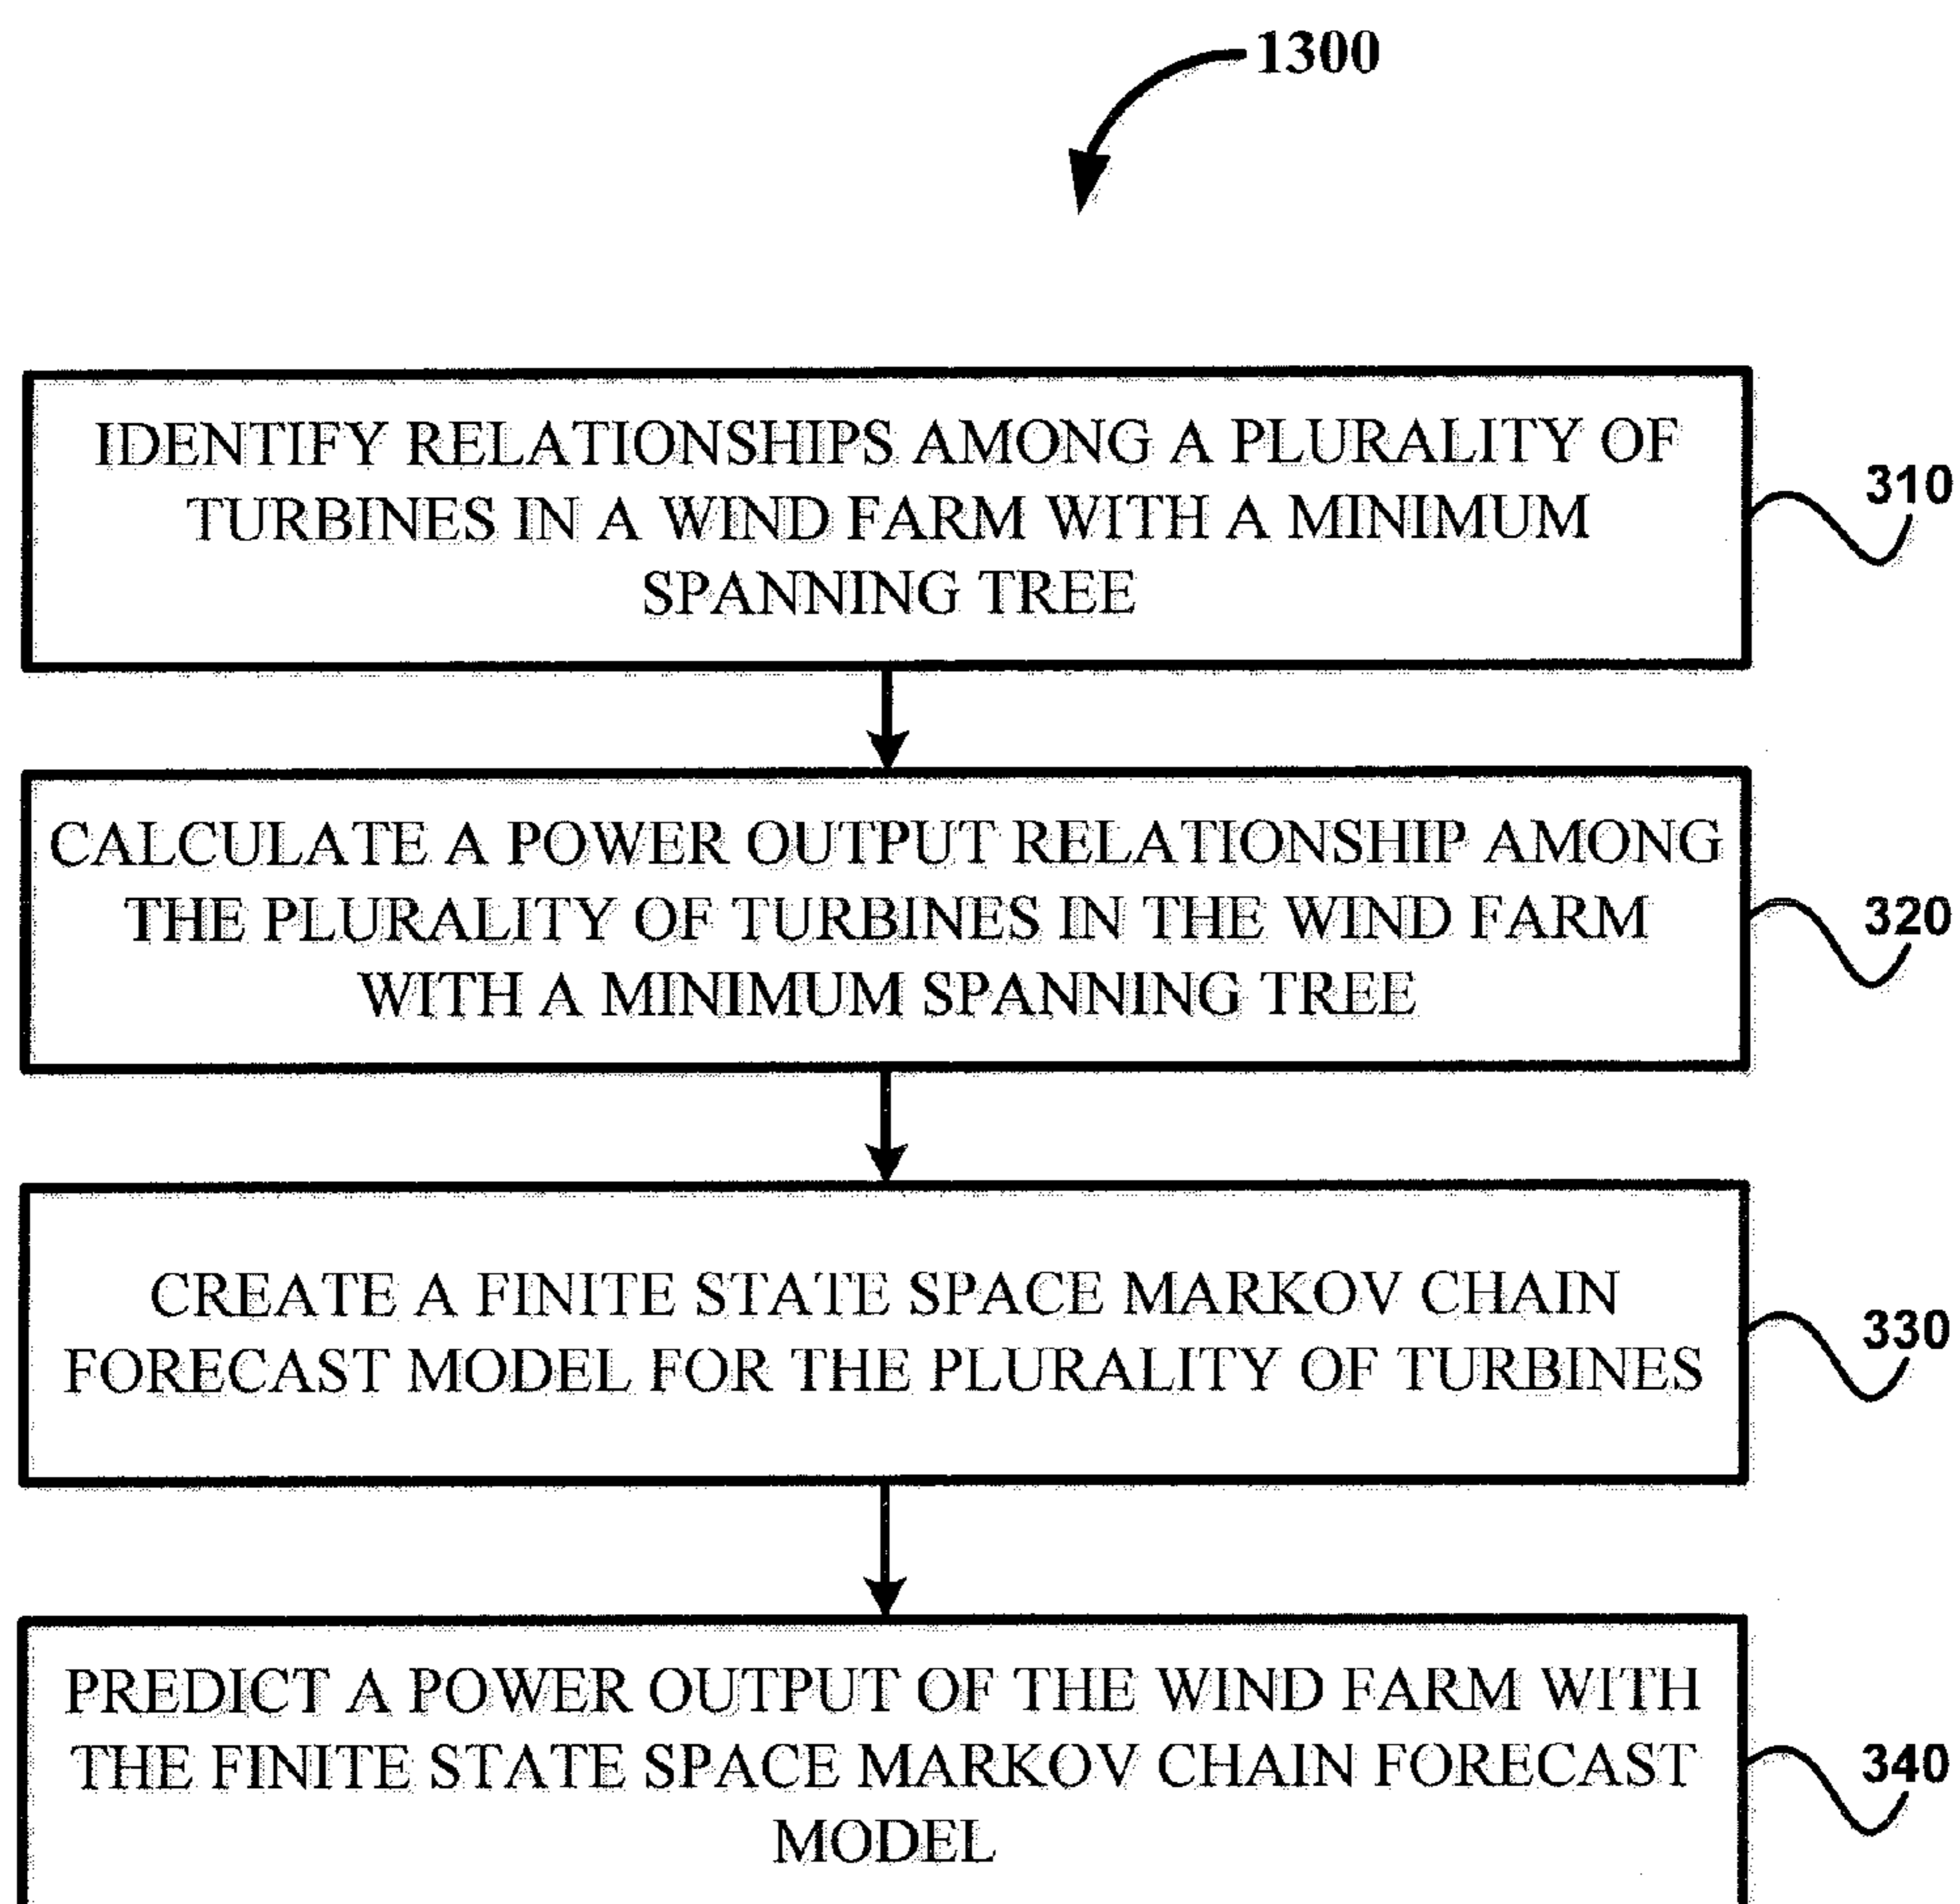 1300
IDENTIFY RELATIONSHIPS AMONG A PLURALITY OF
TURBINES IN A WIND FARM WITH A MINIMUM
SPANNING TREE
310
CALCULATE A POWER OUTPUT RELATIONSHIP AMONG
THE PLURALITY OF TURBINES IN THE WIND FARM
WITH A MINIMUM SPANNING TREE
320
CREATE A FINITE STATE SPACE MARKOV CHAIN
FORECAST MODEL FOR THE PLURALITY OF TURBINES
330
PREDICT A POWER OUTPUT OF THE WIND FARM WITH
THE FINITE STATE SPACE MARKOV CHAIN FORECAST
MODEL
340